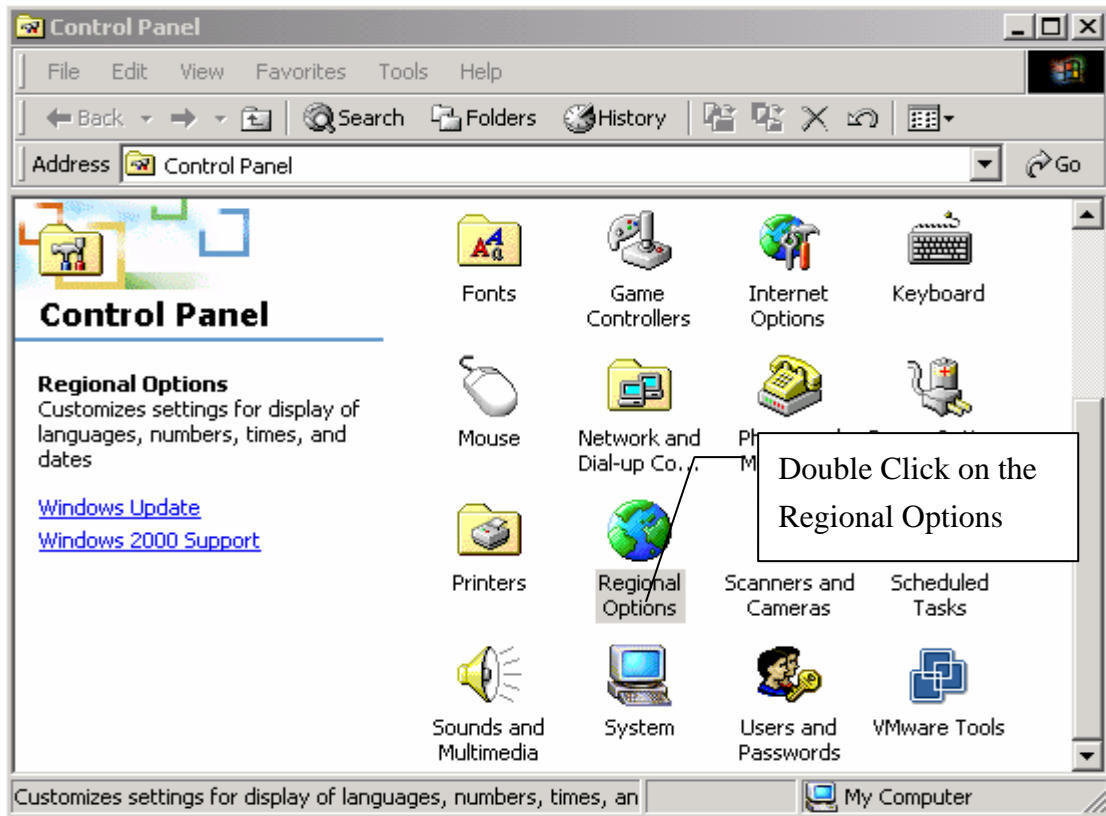 Control Panel
File Edit View Favorites Tools Help
Back Search Folders History Go
Address Control Panel
Control Panel
Regional Options
Customizes settings for display of
languages, numbers, times, and
dates
Windows Update
Windows 2000 Support
Fonts
Game
Controllers
Internet
Options
Keyboard
Mouse
Network and
Dial-up Co...
Double Click on the
Regional Options
Printers
Regional
Options
Scanners and
Cameras
Scheduled
Tasks
Sounds and
Multimedia
System
Users and
Passwords
VMware Tools
Customizes settings for display of languages, numbers, times, an
My Computer